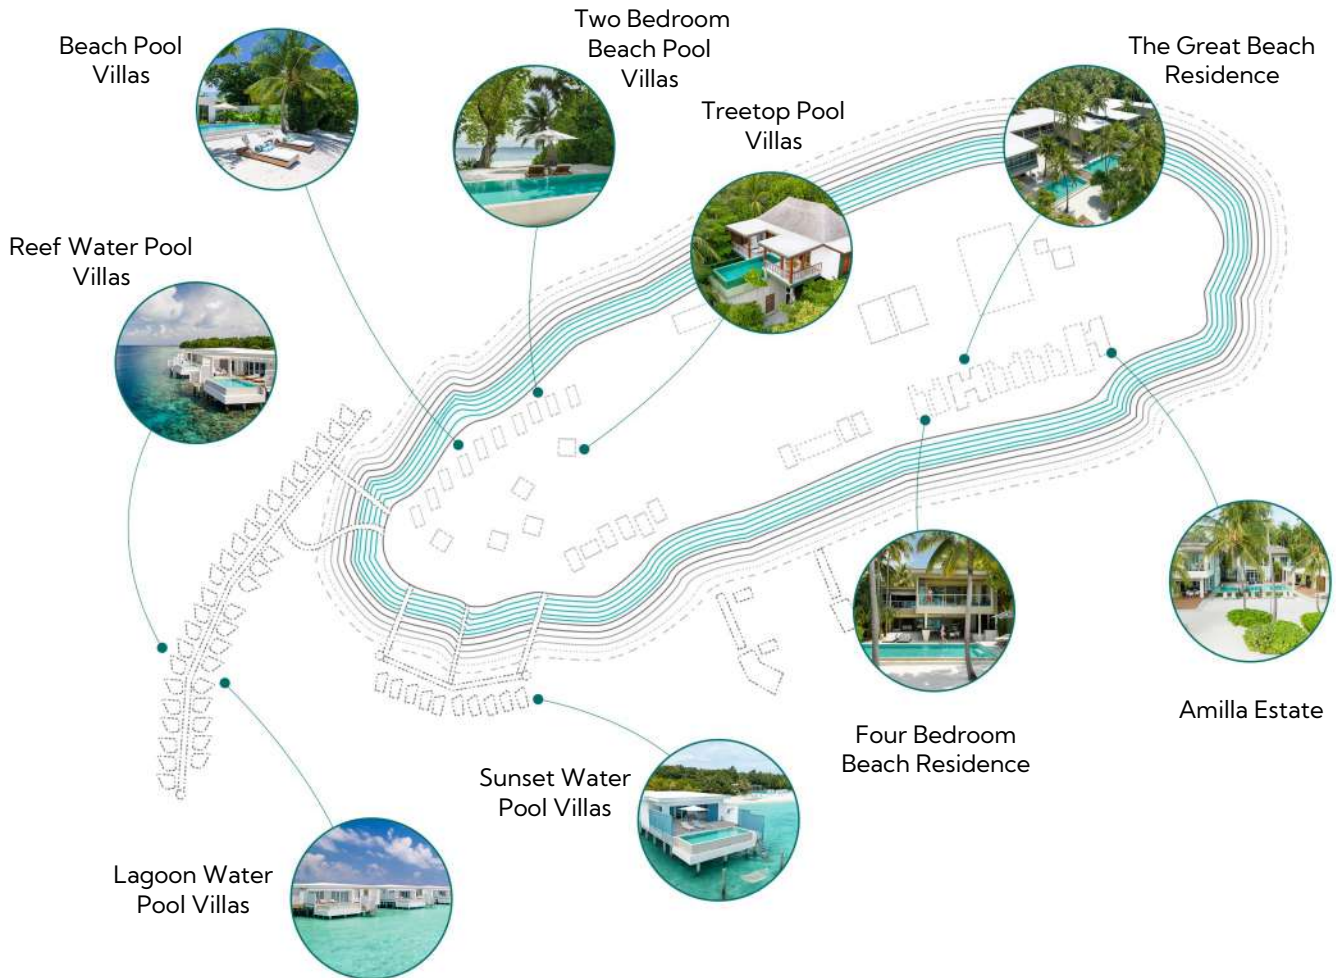 Beach Pool
Villas
Two Bedroom
Beach Pool
Villas
The Great Beach
Residence
Treetop Pool
Villas
Reef Water Pool
Villas
Amilla Estate
Four Bedroom
Beach Residence
Sunset Water
Pool Villas
Lagoon Water
Pool Villas